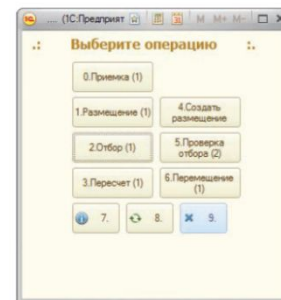 .... (1С:Предприят M M+ M-
.: Выберите операцию :.
0.Приемка (1)
1.Размещение (1)
4.Создать
размещение
2.Отбор (1)
5.Проверка
отбора (2)
3.Пересчет (1)
6.Перемещение
(1)
7.
8.
9.